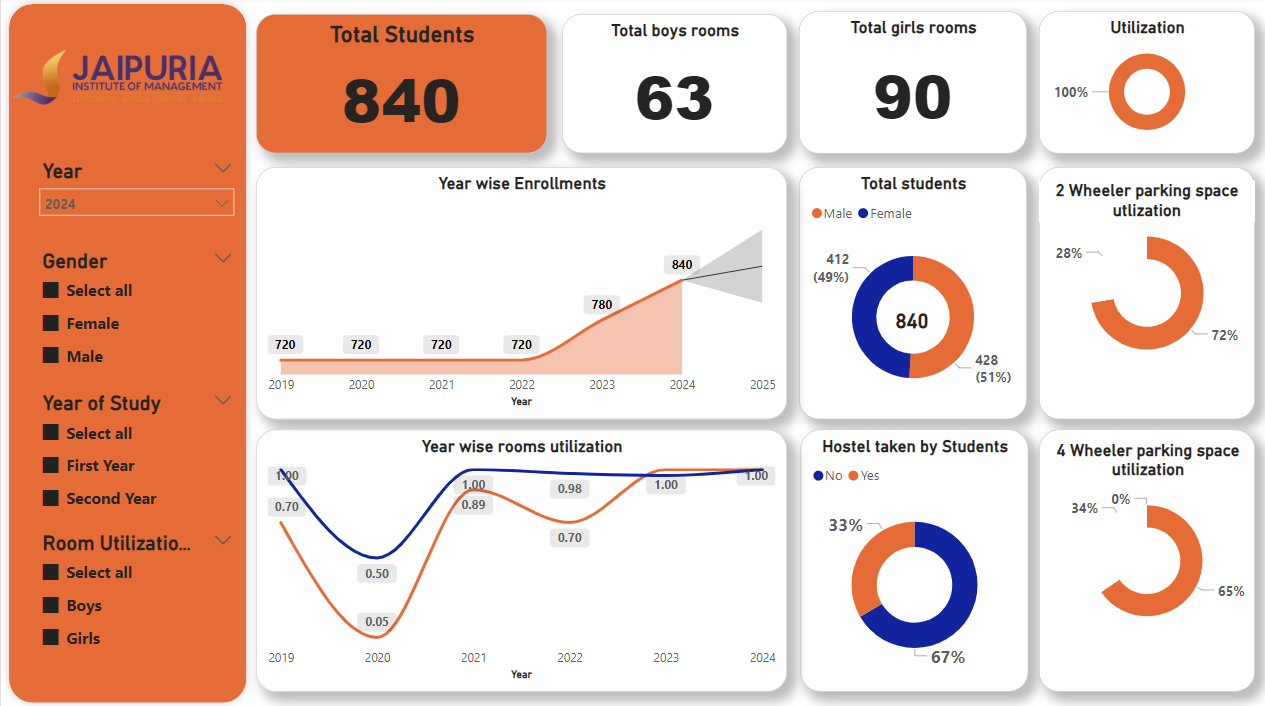 JAIPURIA
INSTITUTE OF MANAGEMENT
Year
2024
Gender
Select all
Female
Male
Year of Study
Select all
First Year
Second Year
Room Utilizatio...
Select all
Boys
Girls
Total Students
840
Total boys rooms
63
Total girls rooms
90
Utilization
100%
Year wise Enrollments
720
720
720
720
780
840
2019
2020
2021
2022
2023
2024
2025
Year
Total students
Male
Female
412
(49%)
840
428
(51%)
2 Wheeler parking space
utlization
28%
72%
Year wise rooms utilization
1.00
0.70
0.50
0.05
1.00
0.89
0.98
0.70
1.00
1.00
2019
2020
2021
2022
2023
2024
Year
Hostel taken by Students
No
Yes
33%
67%
4 Wheeler parking space
utilization
0%
34%
65%